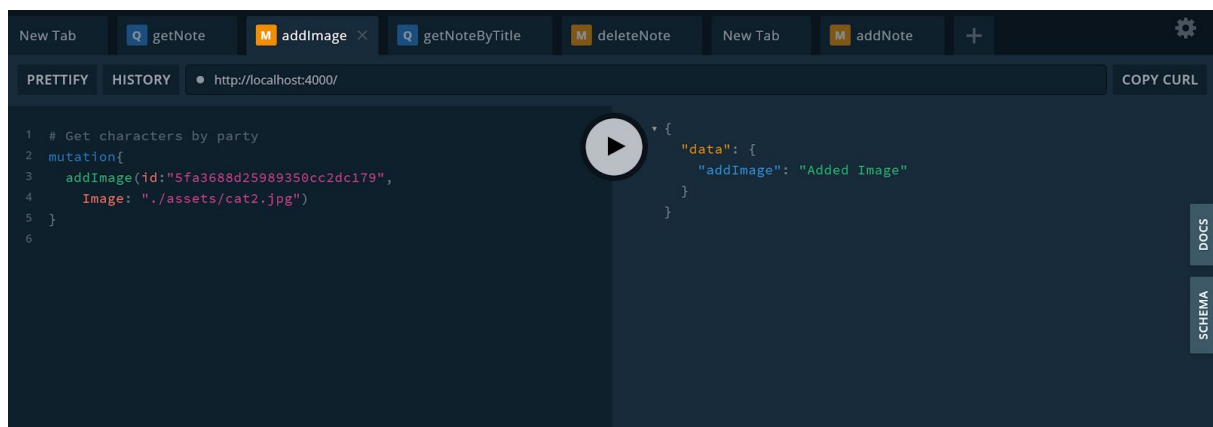 New Tab Q getNote M addImage × Q getNoteByTitle M deleteNote New Tab M addNote +
PRETTIFY HISTORY http://localhost:4000/ COPY CURL
1 # Get characters by party
2 mutation{
3 addImage(id:"5fa3688d25989350cc2dc179",
4 Image: "./assets/cat2.jpg")
5 }
6
{
"data": {
"addImage": "Added Image"
}
}
DOCS
SCHEMA